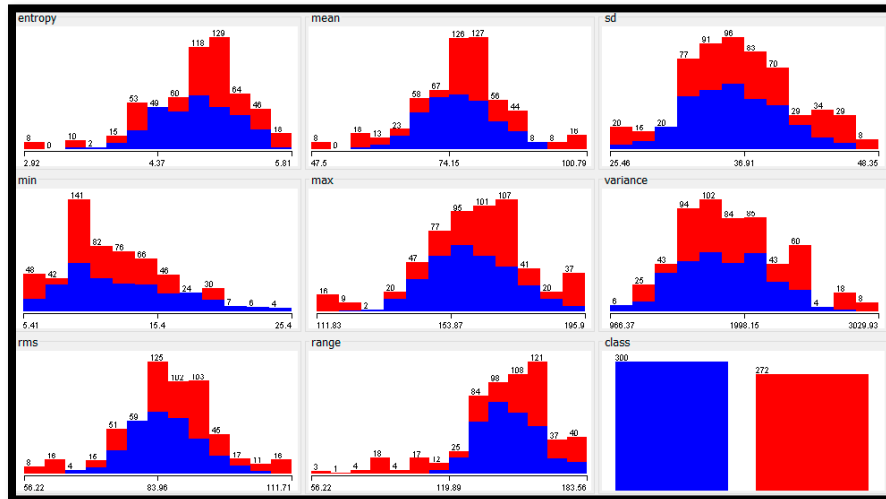 entropy
8 0 10 2 15 53 49 60 118 129 64 46 18
2.92 4.37 5.81
mean
8 0 18 13 23 58 67 126 127 56 44 8 8 16
47.5 74.15 100.79
sd
20 16 20 77 91 96 83 70 29 34 29 8
25.46 36.91 48.35
min
48 42 141 82 76 66 46 24 30 7 6 4
5.41 15.4 25.4
max
16 9 2 20 47 77 95 101 107 41 20 37
111.83 153.87 195.9
variance
6 25 43 94 102 84 85 43 60 4 18 8
966.37 1998.15 3029.93
rms
8 16 4 16 51 59 125 102 103 45 17 11 16
56.22 83.96 111.71
range
3 1 4 18 4 17 12 25 84 98 108 121 37 40
56.22 119.89 183.56
class
300 272